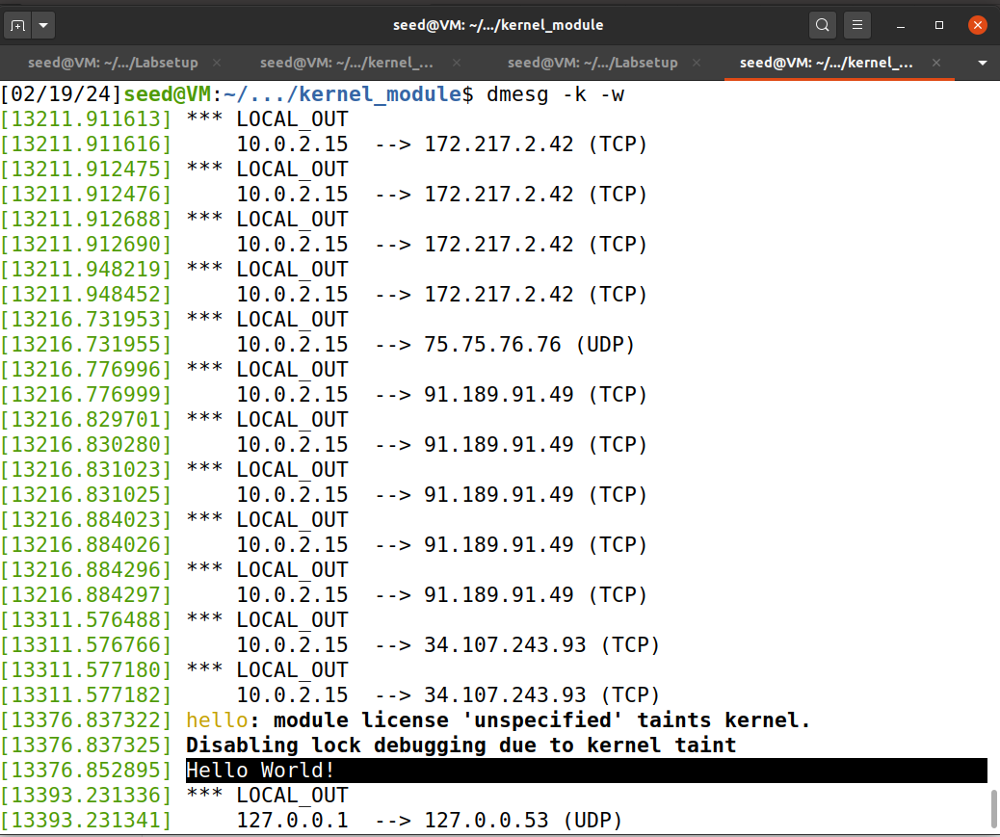 seed@VM: ~/.../kernel_module
seed@VM: ~/.../Labsetup
seed@VM: ~/.../kernel_...
seed@VM: ~/.../Labsetup
seed@VM: ~/.../kernel_...
[02/19/24]seed@VM:~/.../kernel_module$ dmesg -k -w
[13211.911613] *** LOCAL_OUT
[13211.911616]     10.0.2.15  --> 172.217.2.42 (TCP)
[13211.912475] *** LOCAL_OUT
[13211.912476]     10.0.2.15  --> 172.217.2.42 (TCP)
[13211.912688] *** LOCAL_OUT
[13211.912690]     10.0.2.15  --> 172.217.2.42 (TCP)
[13211.948219] *** LOCAL_OUT
[13211.948452]     10.0.2.15  --> 172.217.2.42 (TCP)
[13216.731953] *** LOCAL_OUT
[13216.731955]     10.0.2.15  --> 75.75.76.76 (UDP)
[13216.776996] *** LOCAL_OUT
[13216.776999]     10.0.2.15  --> 91.189.91.49 (TCP)
[13216.829701] *** LOCAL_OUT
[13216.830280]     10.0.2.15  --> 91.189.91.49 (TCP)
[13216.831023] *** LOCAL_OUT
[13216.831025]     10.0.2.15  --> 91.189.91.49 (TCP)
[13216.884023] *** LOCAL_OUT
[13216.884026]     10.0.2.15  --> 91.189.91.49 (TCP)
[13216.884296] *** LOCAL_OUT
[13216.884297]     10.0.2.15  --> 91.189.91.49 (TCP)
[13311.576488] *** LOCAL_OUT
[13311.576766]     10.0.2.15  --> 34.107.243.93 (TCP)
[13311.577180] *** LOCAL_OUT
[13311.577182]     10.0.2.15  --> 34.107.243.93 (TCP)
[13376.837322] hello: module license 'unspecified' taints kernel.
[13376.837325] Disabling lock debugging due to kernel taint
[13376.852895] Hello World!
[13393.231336] *** LOCAL_OUT
[13393.231341]     127.0.0.1  --> 127.0.0.53 (UDP)